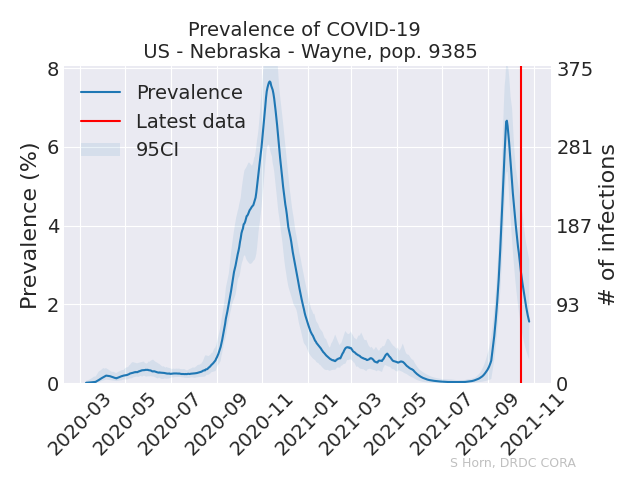 Prevalence of COVID-19
US - Nebraska - Wayne, pop. 9385
Prevalence
Latest data
95CI
Prevalence (%)
8
6
4
2
0
375
281
187
93
0
# of infections
2020-03
2020-05
2020-07
2020-09
2020-11
2021-01
2021-03
2021-05
2021-07
2021-09
2021-11
S Horn, DRDC CORA